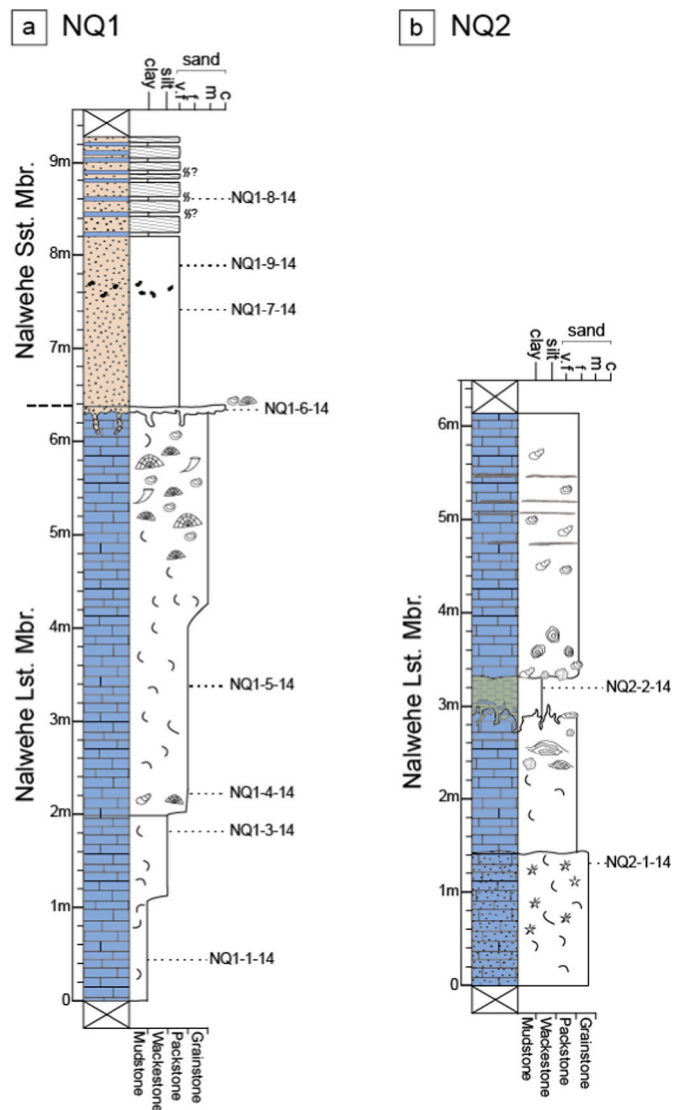 a NQ1
sand
clay
silt
v.f
f
m
c
9m
8m
7m
6m
5m
4m
3m
2m
1m
0
Nalwehe Sst. Mbr.
Nalwehe Lst. Mbr.
?
?
NQ1-8-14
NQ1-9-14
NQ1-7-14
NQ1-6-14
NQ1-5-14
NQ1-4-14
NQ1-3-14
NQ1-1-14
Mudstone
Wackestone
Packstone
Grainstone
b NQ2
sand
clay
silt
v.f
f
m
c
6m
5m
4m
3m
2m
1m
0
Nalwehe Lst. Mbr.
NQ2-2-14
NQ2-1-14
Mudstone
Wackestone
Packstone
Grainstone